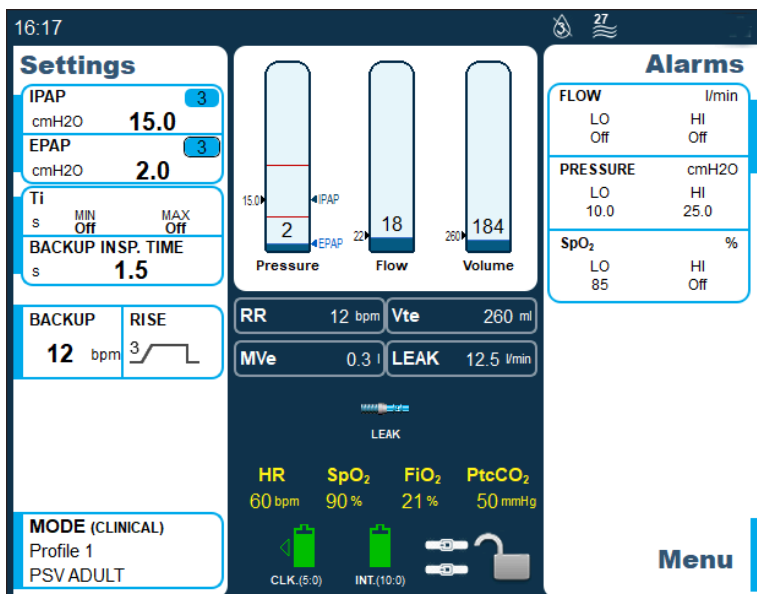 16:17
3
27
Settings
IPAP 3
cmH2O 15.0
EPAP 3
cmH2O 2.0
Ti
s MIN Off MAX Off
BACKUP INSP. TIME
s 1.5
BACKUP
12 bpm
RISE
3
MODE (CLINICAL)
Profile 1
PSV ADULT
15.0 IPAP
2
EPAP
22 18
260 184
Pressure Flow Volume
RR 12 bpm
Vte 260 ml
MVe 0.3 l
LEAK 12.5 l/min
LEAK
HR SpO₂ FiO₂ PtcCO₂
60 bpm 90 % 21 % 50 mmHg
CLK.(5:0) INT.(10:0)
Alarms
FLOW l/min
LO HI
Off Off
PRESSURE cmH2O
LO HI
10.0 25.0
SpO₂ %
LO HI
85 Off
Menu